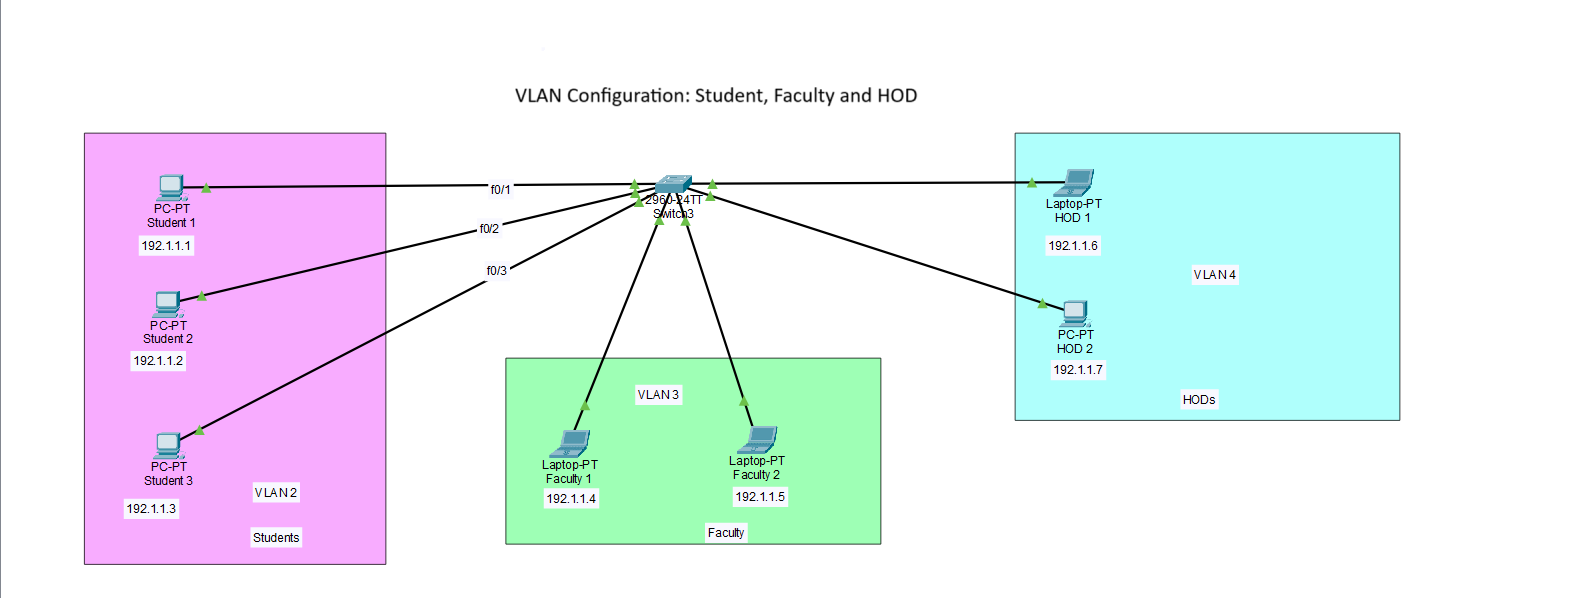 VLAN Configuration: Student, Faculty and HOD
PC-PT
Student 1
192.1.1.1
f0/1
2960-24TT
Switch3
Laptop-PT
HOD 1
192.1.1.6
f0/2
f0/3
VLAN 4
PC-PT
Student 2
192.1.1.2
PC-PT
HOD 2
192.1.1.7
HODs
VLAN 3
PC-PT
Student 3
192.1.1.3
VLAN 2
Students
Laptop-PT
Faculty 1
192.1.1.4
Laptop-PT
Faculty 2
192.1.1.5
Faculty